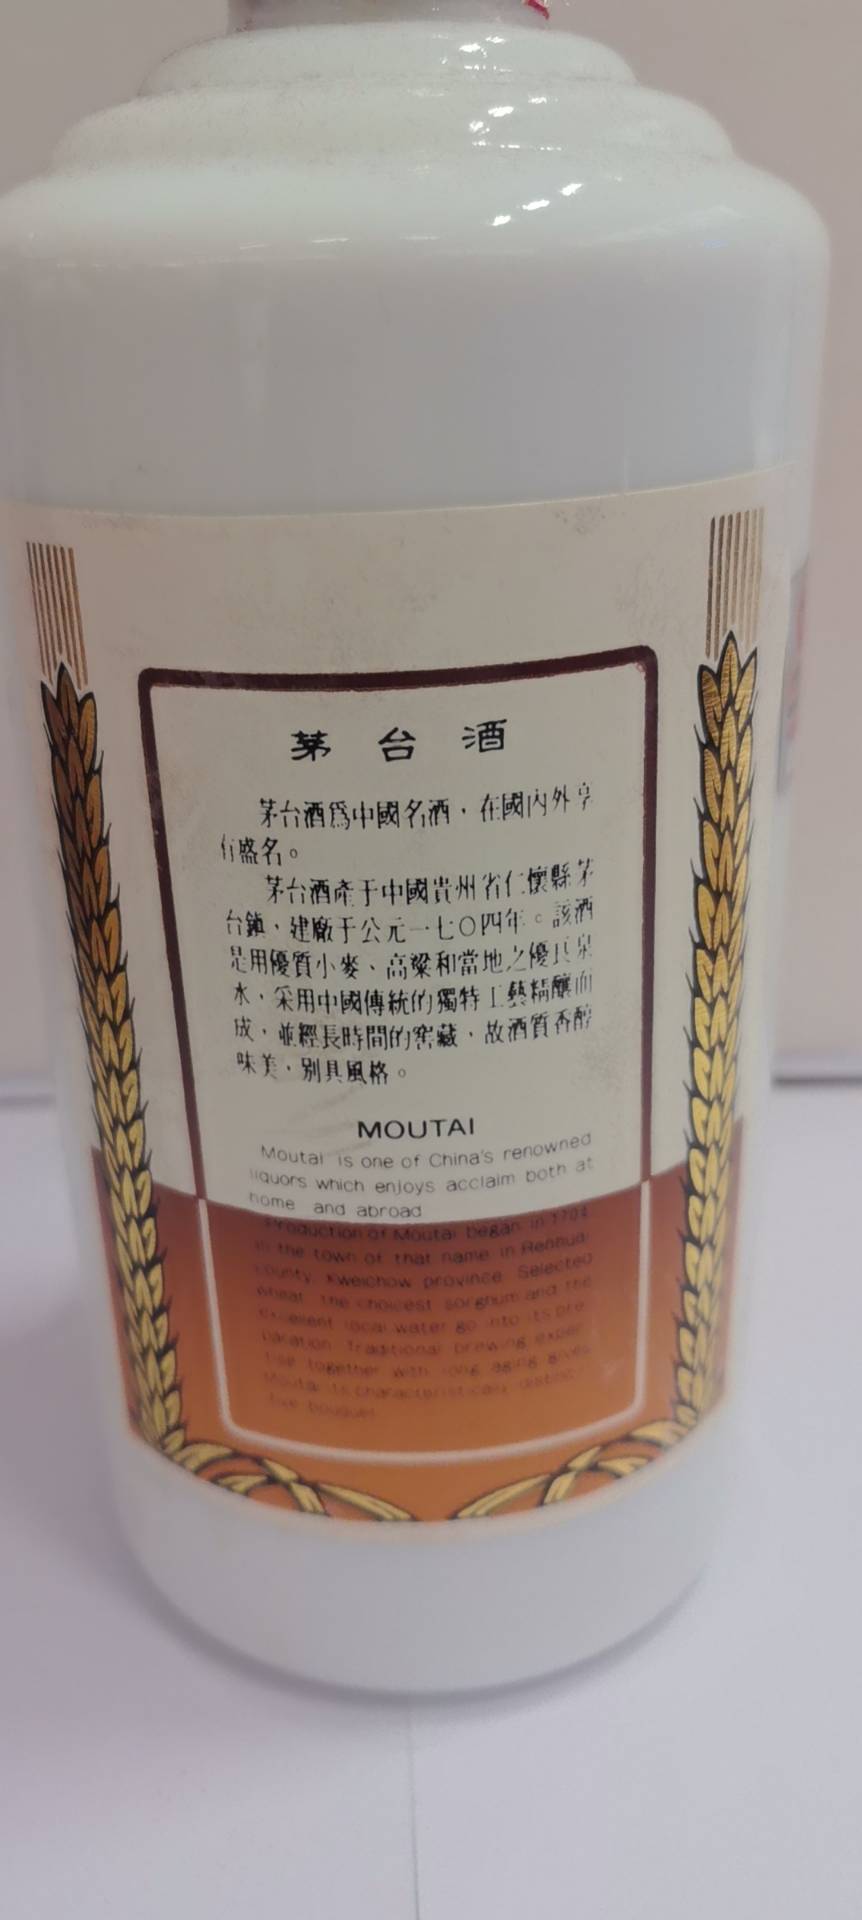 茅台酒
茅台酒爲中國名酒，在國內外享
有盛名。
茅台酒產于中國貴州省仁懷縣茅
台鎮，建廠于公元一七〇四年。該酒
是用優質小麥、高粱和當地之優良泉
水，采用中國傳統的獨特工藝精釀而
成，並經長時間的窖藏，故酒質香醇
味美，別具風格。
MOUTAI
Moutai is one of China's renowned
liquors which enjoys acclaim both at
home and abroad
Production of Moutai began in 1704
in the town of that name in Renhuai
county Kweichow province Selected
wheat the choicest sorghum and the
excellent local water go into its pre
paration Traditional brewing exper
tise together with long aging gives
Moutai its characteristically distinc
tive bouquet